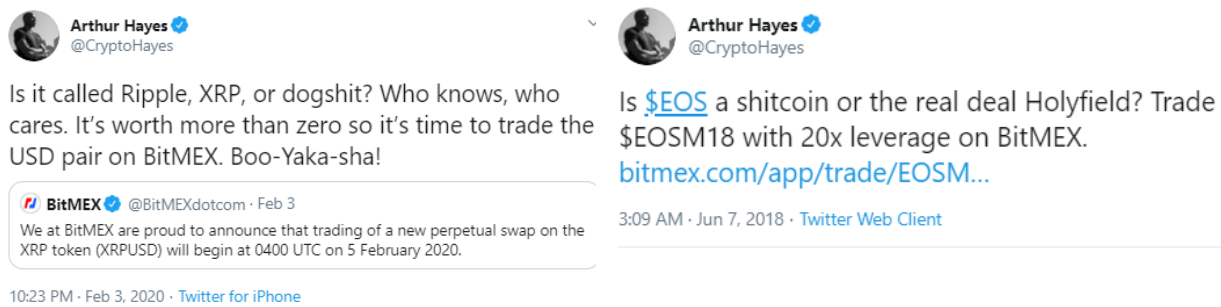 Arthur Hayes
@CryptoHayes
Is it called Ripple, XRP, or dogshit? Who knows, who
cares. It's worth more than zero so it's time to trade the
USD pair on BitMEX. Boo-Yaka-sha!
BitMEX @BitMEXdotcom · Feb 3
We at BitMEX are proud to announce that trading of a new perpetual swap on the
XRP token (XRPUSD) will begin at 0400 UTC on 5 February 2020.
10:23 PM · Feb 3, 2020 · Twitter for iPhone
Arthur Hayes
@CryptoHayes
Is $EOS a shitcoin or the real deal Holyfield? Trade
$EOSM18 with 20x leverage on BitMEX.
bitmex.com/app/trade/EOSM...
3:09 AM · Jun 7, 2018 · Twitter Web Client